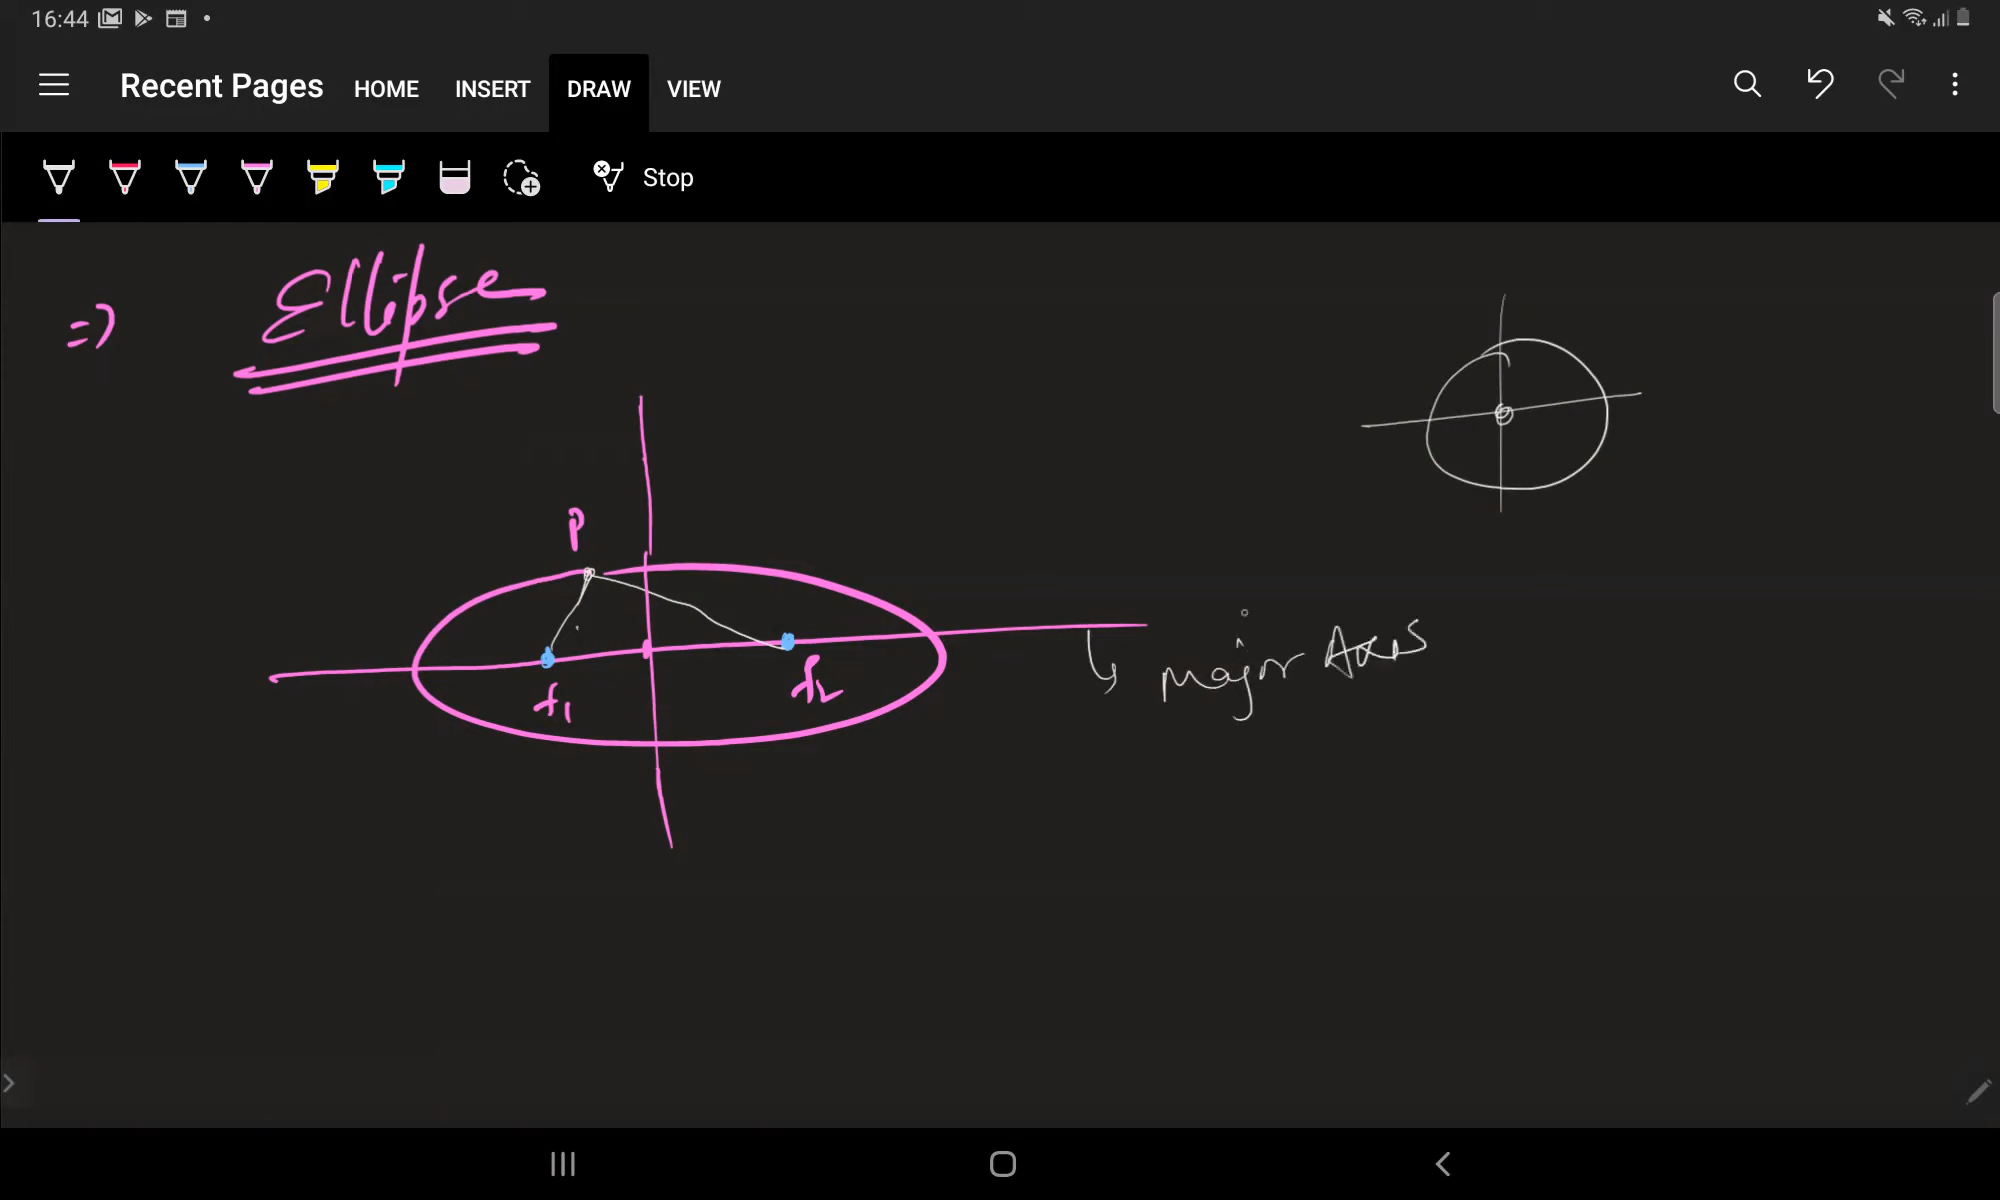 16:44
Recent Pages HOME INSERT DRAW VIEW
Stop
=> Ellipse
P
f1
f2
↳ Major Axis